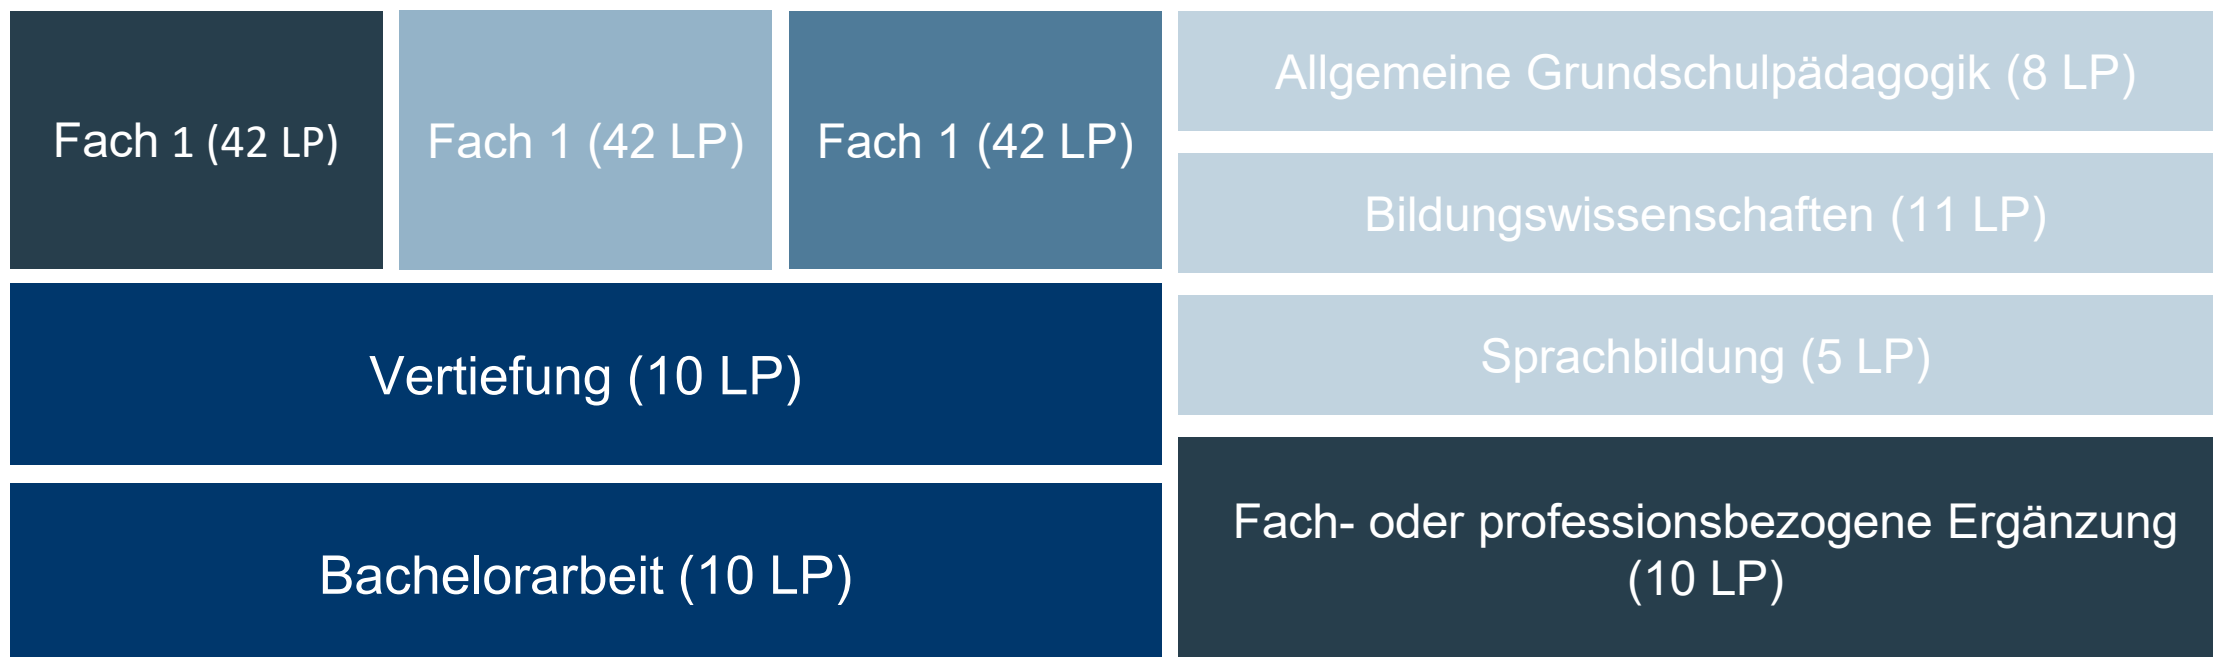 Fach 1 (42 LP)
Fach 1 (42 LP)
Fach 1 (42 LP)
Vertiefung (10 LP)
Bachelorarbeit (10 LP)
Allgemeine Grundschulpädagogik (8 LP)
Bildungswissenschaften (11 LP)
Sprachbildung (5 LP)
Fach- oder professionsbezogene Ergänzung
(10 LP)